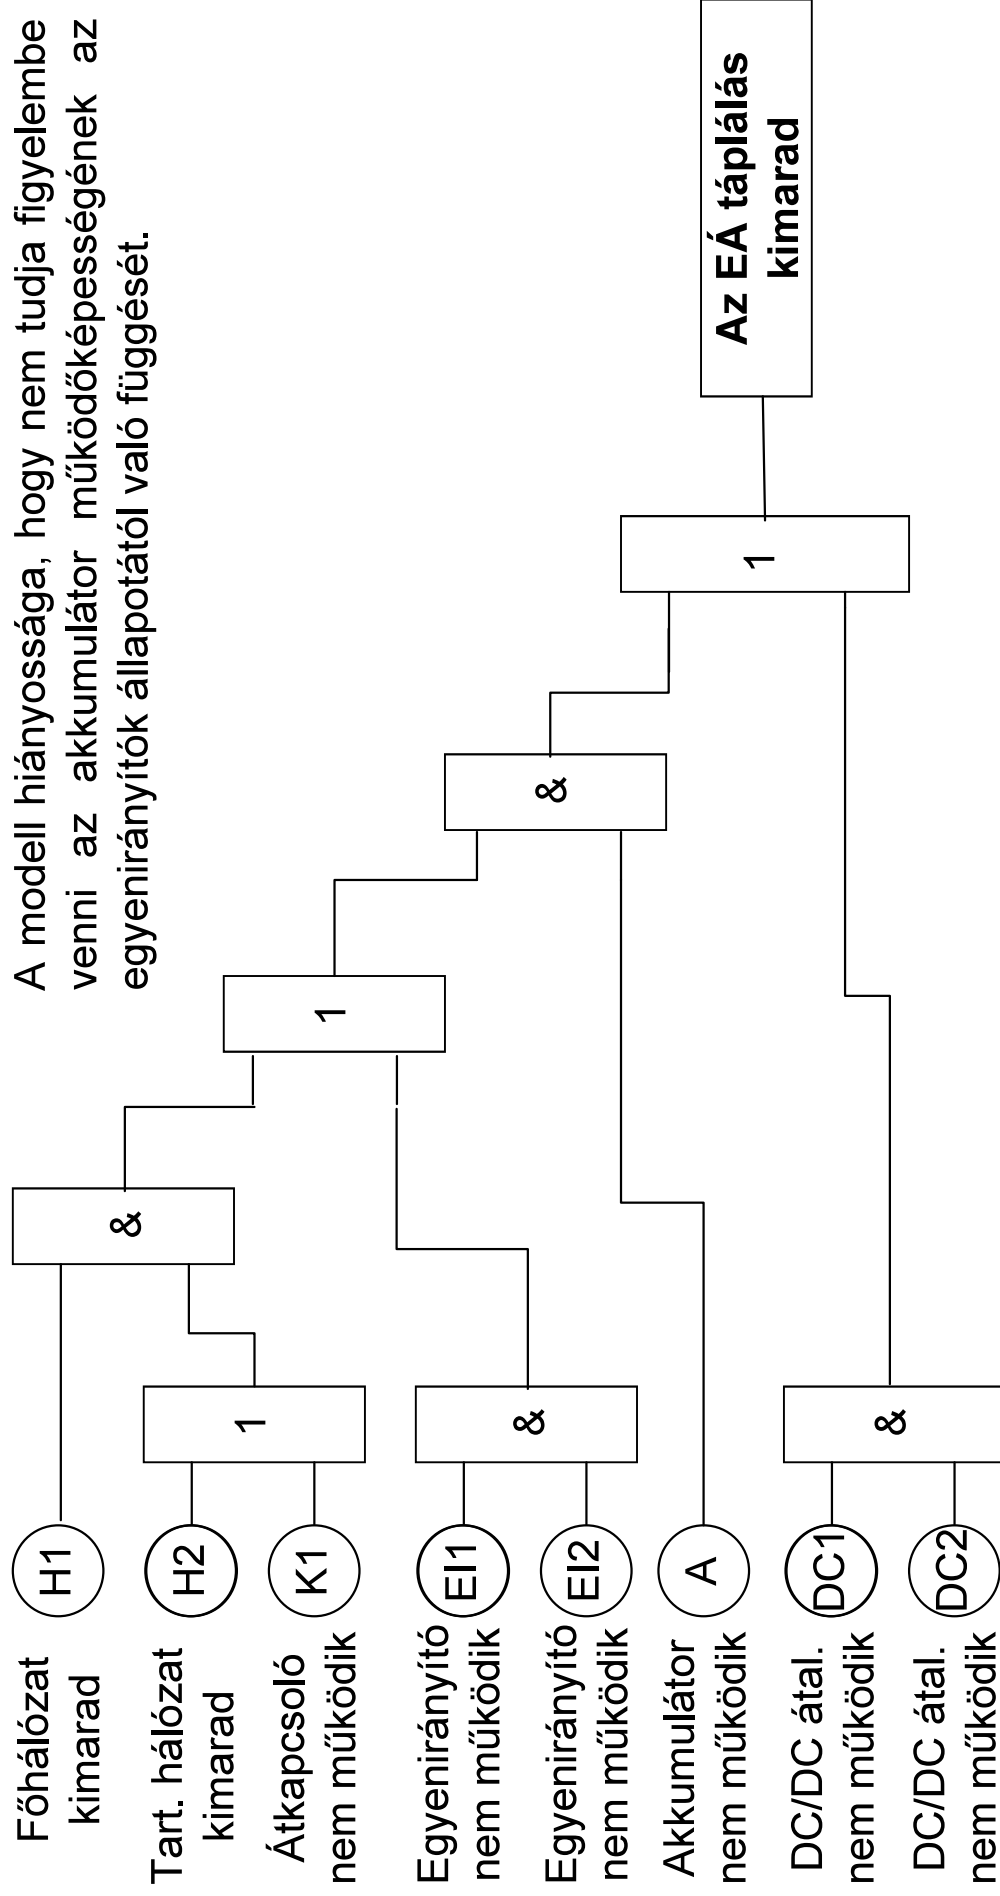 A modell hiányossága, hogy nem tudja figyelembe
venni az akkumulátor működőképességének az
egyenirányítók állapotától való függését.
Főhálózat
kimarad
H1
Tart. hálózat
kimarad
H2
Átkapcsoló
nem működik
K1
Egyenirányító
nem működik
EI1
Egyenirányító
nem működik
EI2
Akkumulátor
nem működik
A
DC/DC átal.
nem működik
DC1
DC/DC átal.
nem működik
DC2
&
1
&
&
1
&
1
Az EÁ táplálás
kimarad